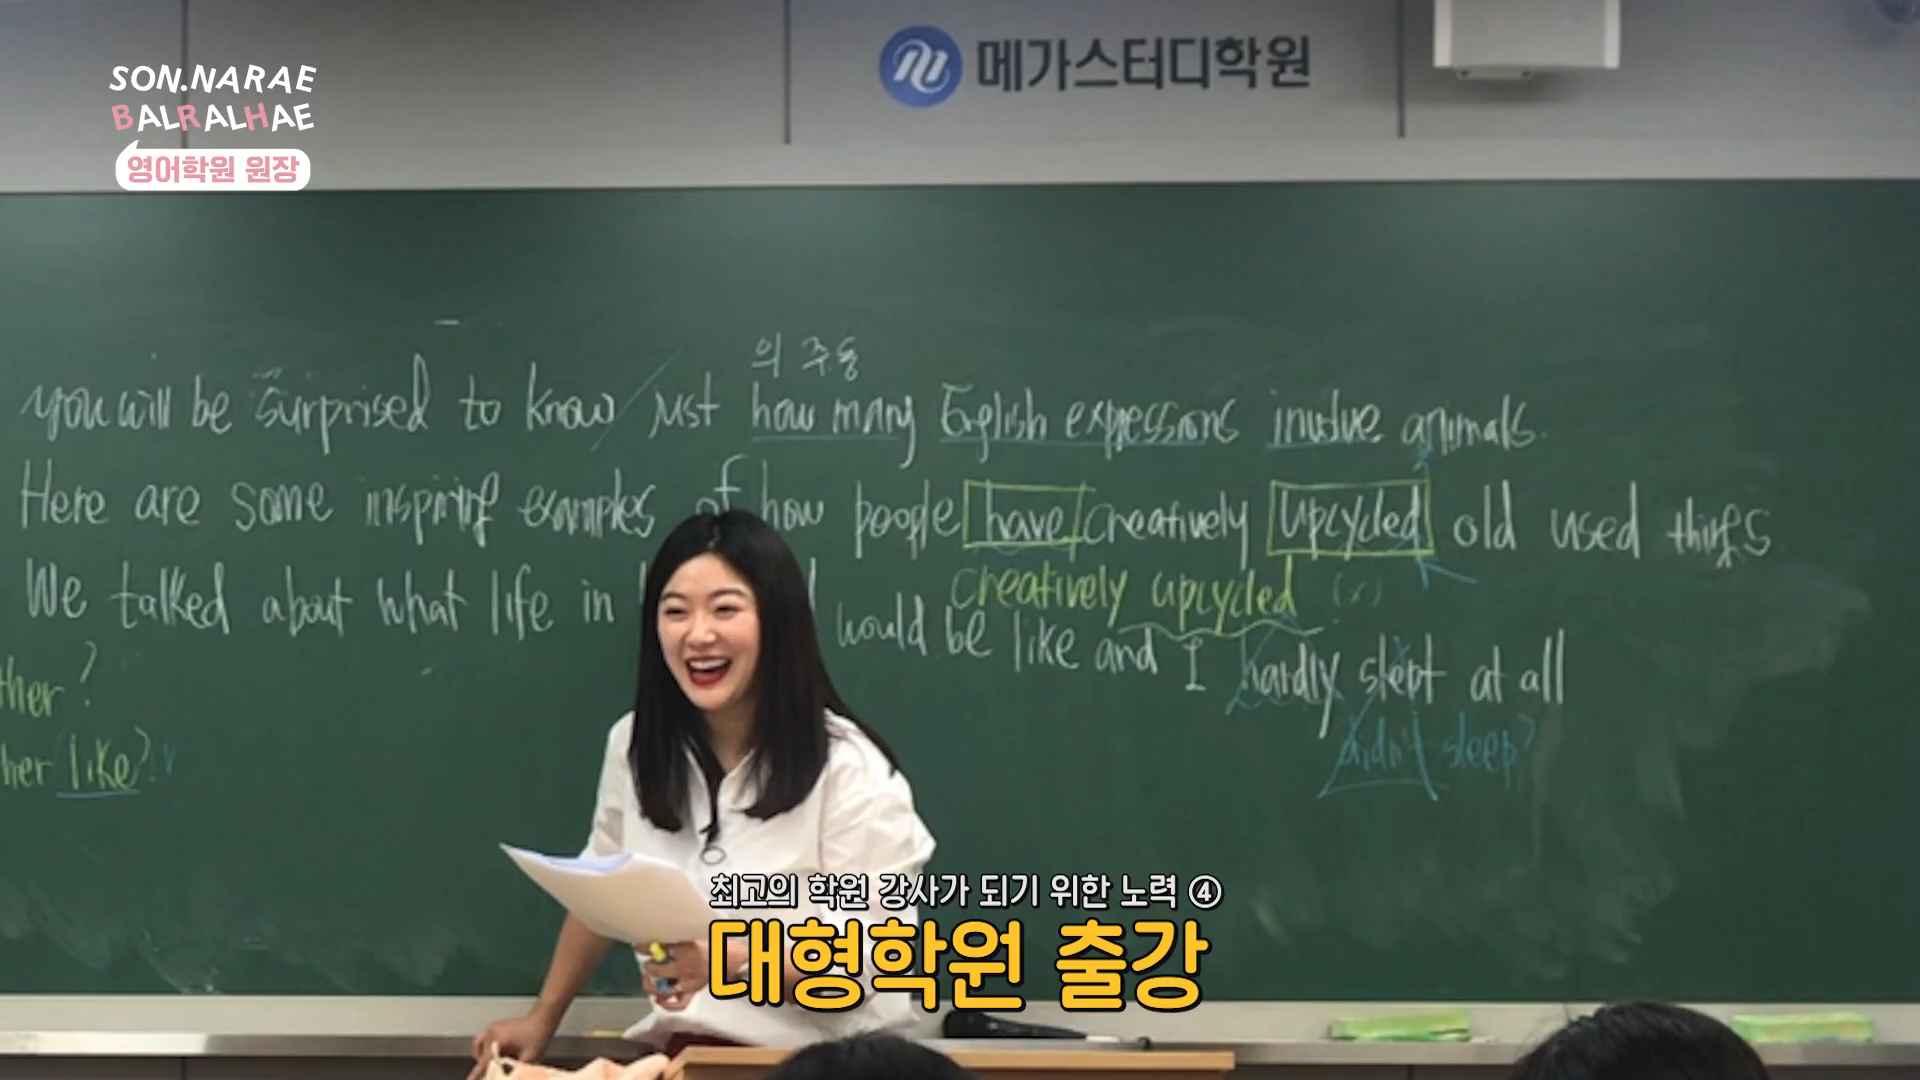 메가스터디학원
SON.NARAE
BALRALHAE
영어학원 원장
의 주동
you will be surprised to know / just how many English expressions involve animals.
Here are some inspiring examples of how people have creatively upcycled old used things
creatively upcycled (x)
We talked about what life in would be like and I hardly slept at all
ther?
didn't sleep?
her like? v
최고의 학원 강사가 되기 위한 노력 ④
대형학원 출강